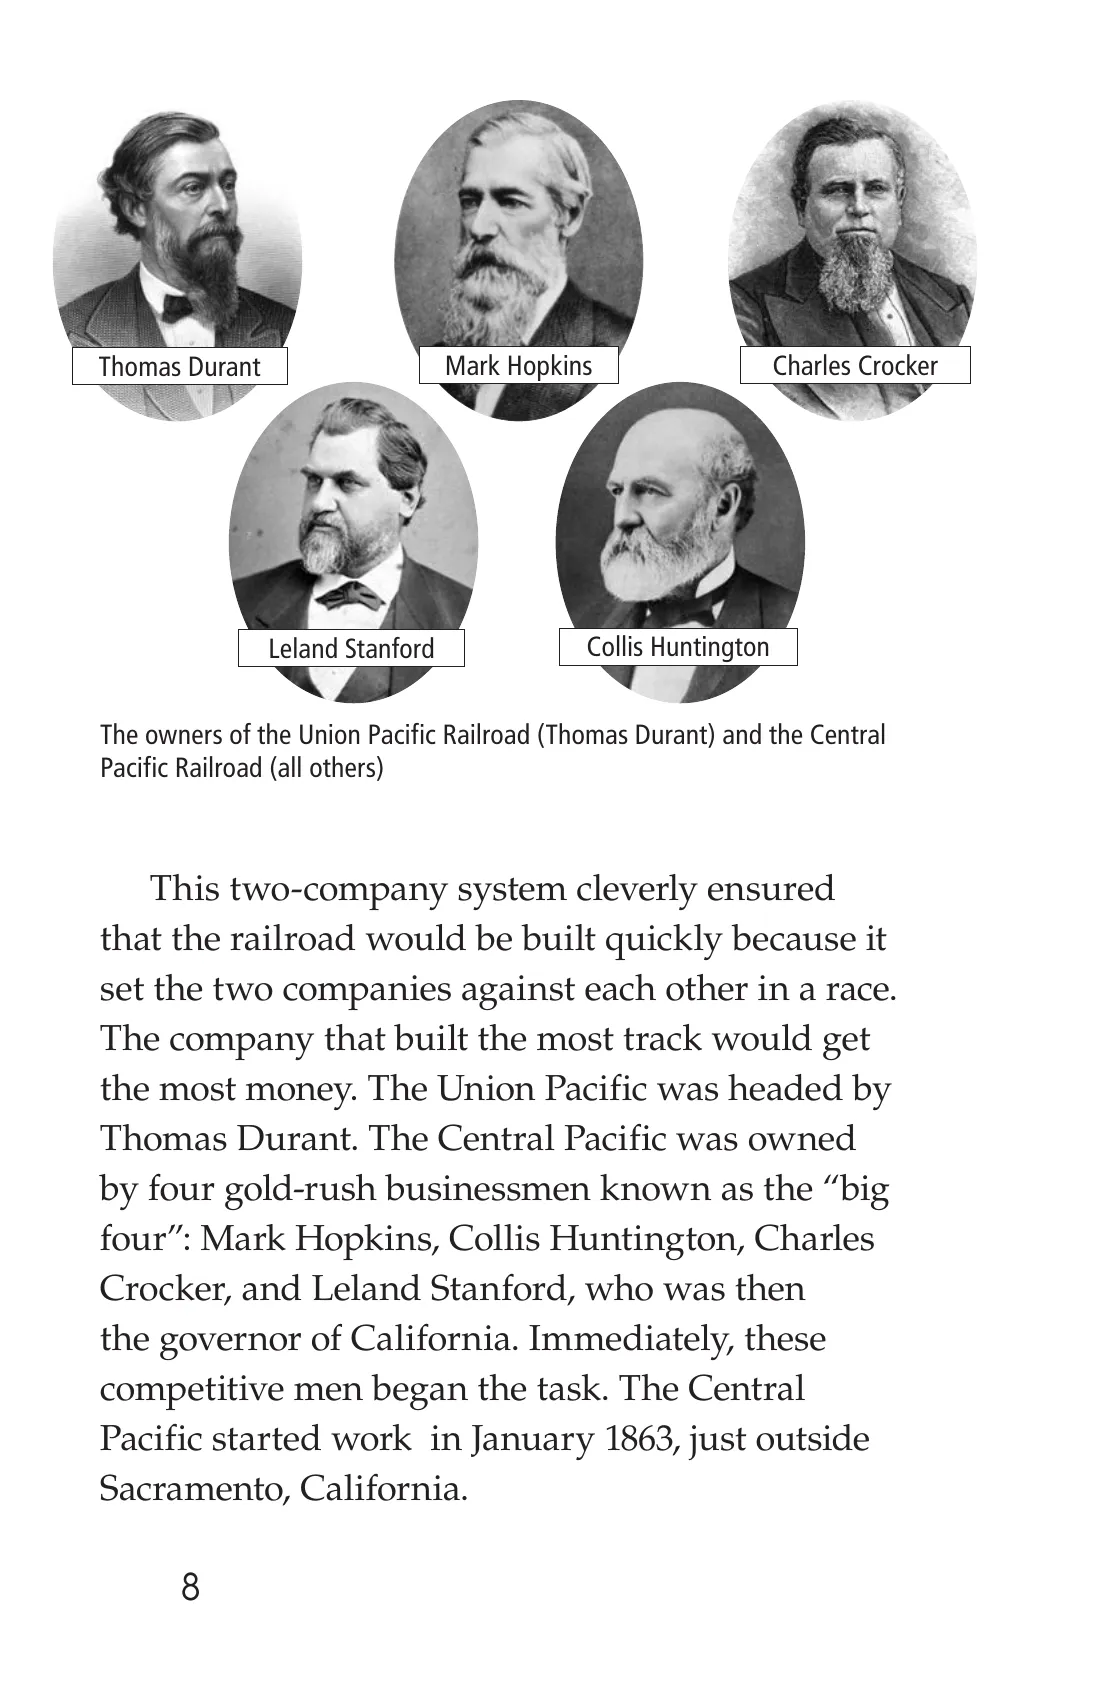 Thomas Durant
Mark Hopkins
Charles Crocker
Leland Stanford
Collis Huntington
The owners of the Union Pacific Railroad (Thomas Durant) and the Central
Pacific Railroad (all others)
This two-company system cleverly ensured
that the railroad would be built quickly because it
set the two companies against each other in a race.
The company that built the most track would get
the most money. The Union Pacific was headed by
Thomas Durant. The Central Pacific was owned
by four gold-rush businessmen known as the “big
four”: Mark Hopkins, Collis Huntington, Charles
Crocker, and Leland Stanford, who was then
the governor of California. Immediately, these
competitive men began the task. The Central
Pacific started work  in January 1863, just outside
Sacramento, California.
8